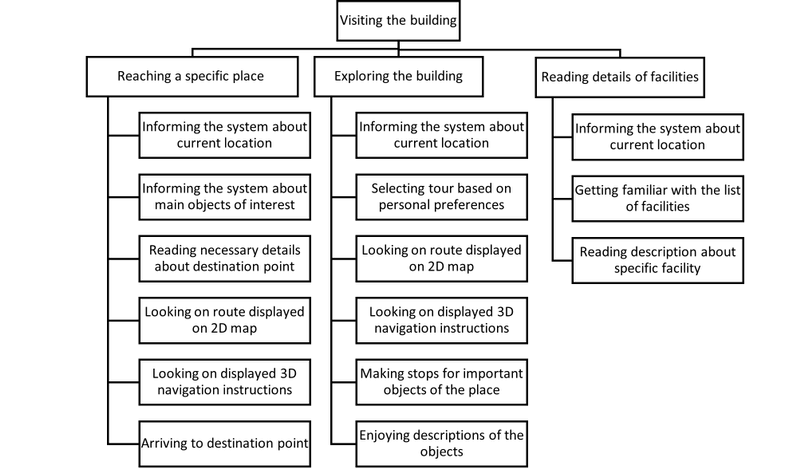 Visiting the building
Reaching a specific place
Informing the system about
current location
Informing the system about
main objects of interest
Reading necessary details
about destination point
Looking on route displayed
on 2D map
Looking on displayed 3D
navigation instructions
Arriving to destination point
Exploring the building
Informing the system about
current location
Selecting tour based on
personal preferences
Looking on route displayed
on 2D map
Looking on displayed 3D
navigation instructions
Making stops for important
objects of the place
Enjoying descriptions of the
objects
Reading details of facilities
Informing the system about
current location
Getting familiar with the list
of facilities
Reading description about
specific facility